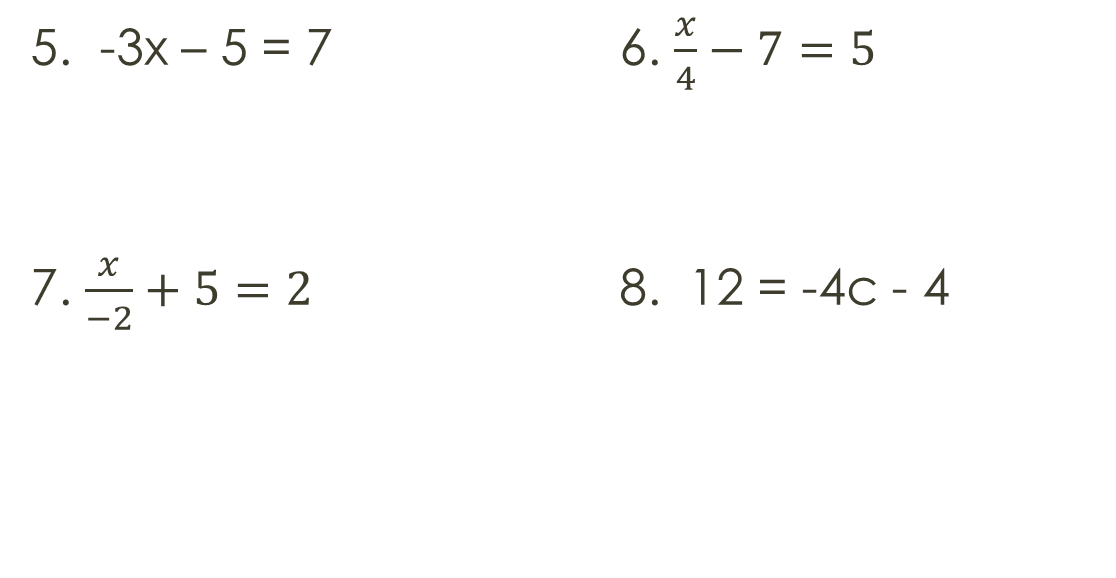 5. -3x – 5 = 7
6. x/4 − 7 = 5
7. x/−2 + 5 = 2
8. 12 = -4c - 4